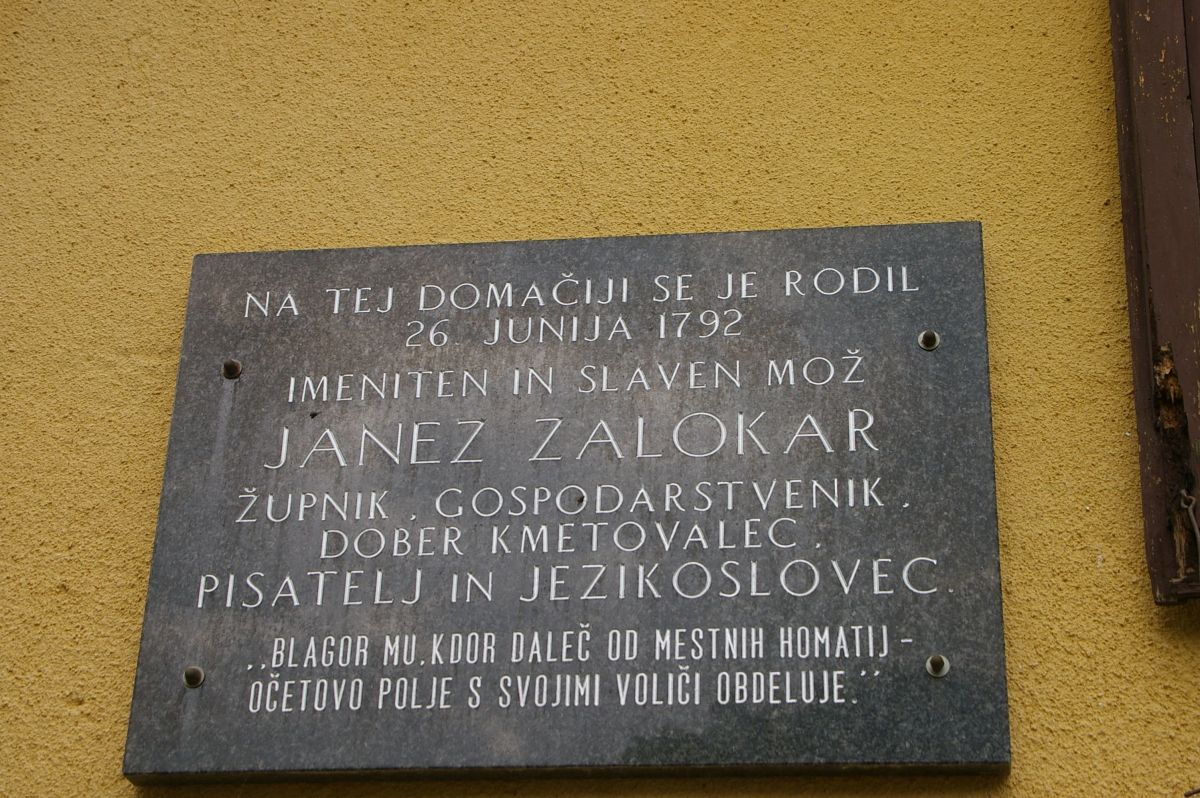 NA TEJ DOMAČIJI SE JE RODIL
26. JUNIJA 1792
IMENITEN IN SLAVEN MOŽ
JANEZ ZALOKAR
ŽUPNIK, GOSPODARSTVENIK,
DOBER KMETOVALEC,
PISATELJ IN JEZIKOSLOVEC.
,,BLAGOR MU, KDOR DALEČ OD MESTNIH HOMATIJ -
OČETOVO POLJE S SVOJIMI VOLIČI OBDELUJE.''